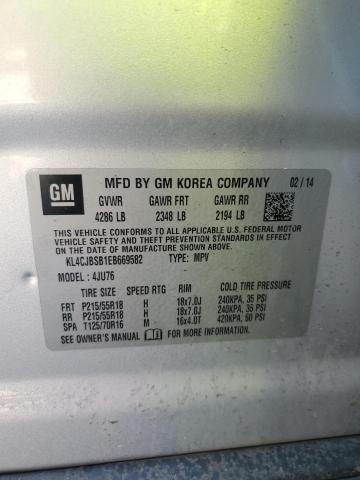 GM
MFD BY GM KOREA COMPANY 02/14
GVWR GAWR FRT GAWR RR
4286 LB 2348 LB 2194 LB
THIS VEHICLE CONFORMS TO ALL APPLICABLE U.S. FEDERAL MOTOR
VEHICLE SAFETY, BUMPER, AND THEFT PREVENTION STANDARDS
IN EFFECT ON THE DATE OF MANUFACTURE SHOWN ABOVE.
KL4CJBSB1EB669582 TYPE: MPV
MODEL: 4JU76
TIRE SIZE SPEED RTG RIM COLD TIRE PRESSURE
FRT P215/55R18 H 18x7.0J 240KPA, 35 PSI
RR P215/55R18 H 18x7.0J 240KPA, 35 PSI
SPA T125/70R16 M 16x4.0T 420KPA, 60 PSI
SEE OWNER'S MANUAL FOR MORE INFORMATION.